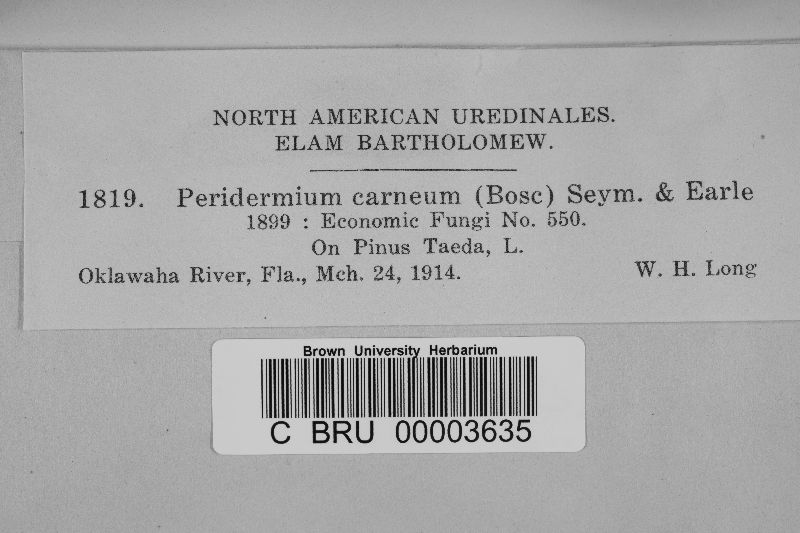 NORTH AMERICAN UREDINALES.
ELAM BARTHOLOMEW.
1819. Peridermium carneum (Bosc) Seym. & Earle
1899 : Economic Fungi No. 550.
On Pinus Taeda, L.
Oklawaha River, Fla., Mch. 24, 1914. W. H. Long
Brown University Herbarium
C BRU 00003635